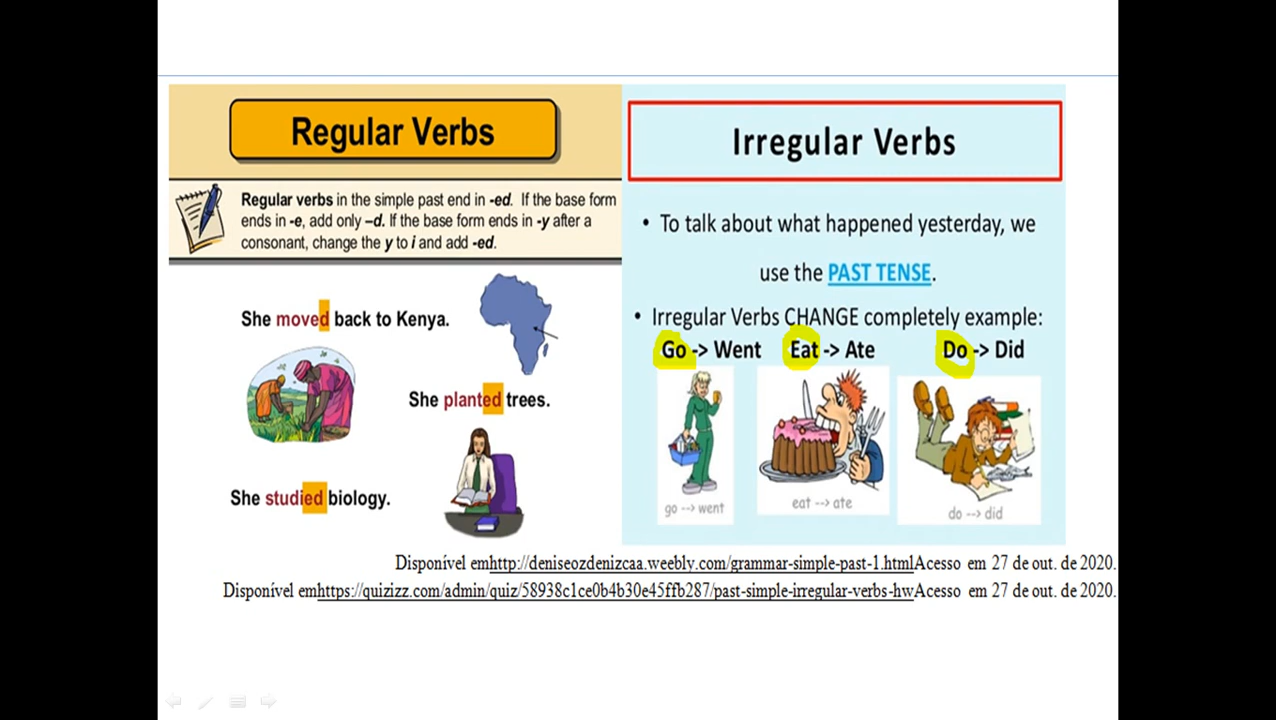 Regular Verbs
Regular verbs in the simple past end in -ed. If the base form
ends in -e, add only –d. If the base form ends in -y after a
consonant, change the y to i and add -ed.
She moved back to Kenya.
She planted trees.
She studied biology.
Irregular Verbs
• To talk about what happened yesterday, we
use the PAST TENSE.
• Irregular Verbs CHANGE completely example:
Go -> Went Eat -> Ate Do -> Did
go --> went
eat --> ate
do --> did
Disponível emhttp://deniseozdenizcaa.weebly.com/grammar-simple-past-1.htmlAcesso em 27 de out. de 2020.
Disponível emhttps://quizizz.com/admin/quiz/58938c1ce0b4b30e45ffb287/past-simple-irregular-verbs-hwAcesso em 27 de out. de 2020.